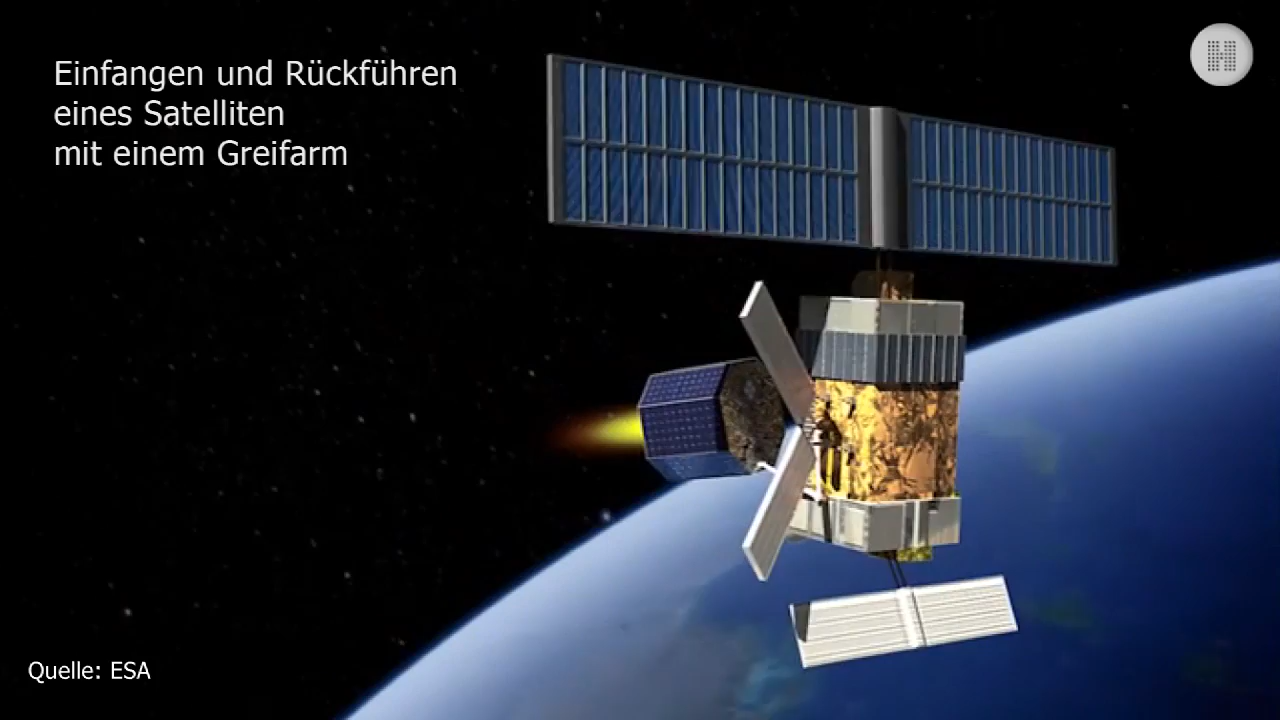 Einfangen und Rückführen
eines Satelliten
mit einem Greifarm
H
Quelle: ESA